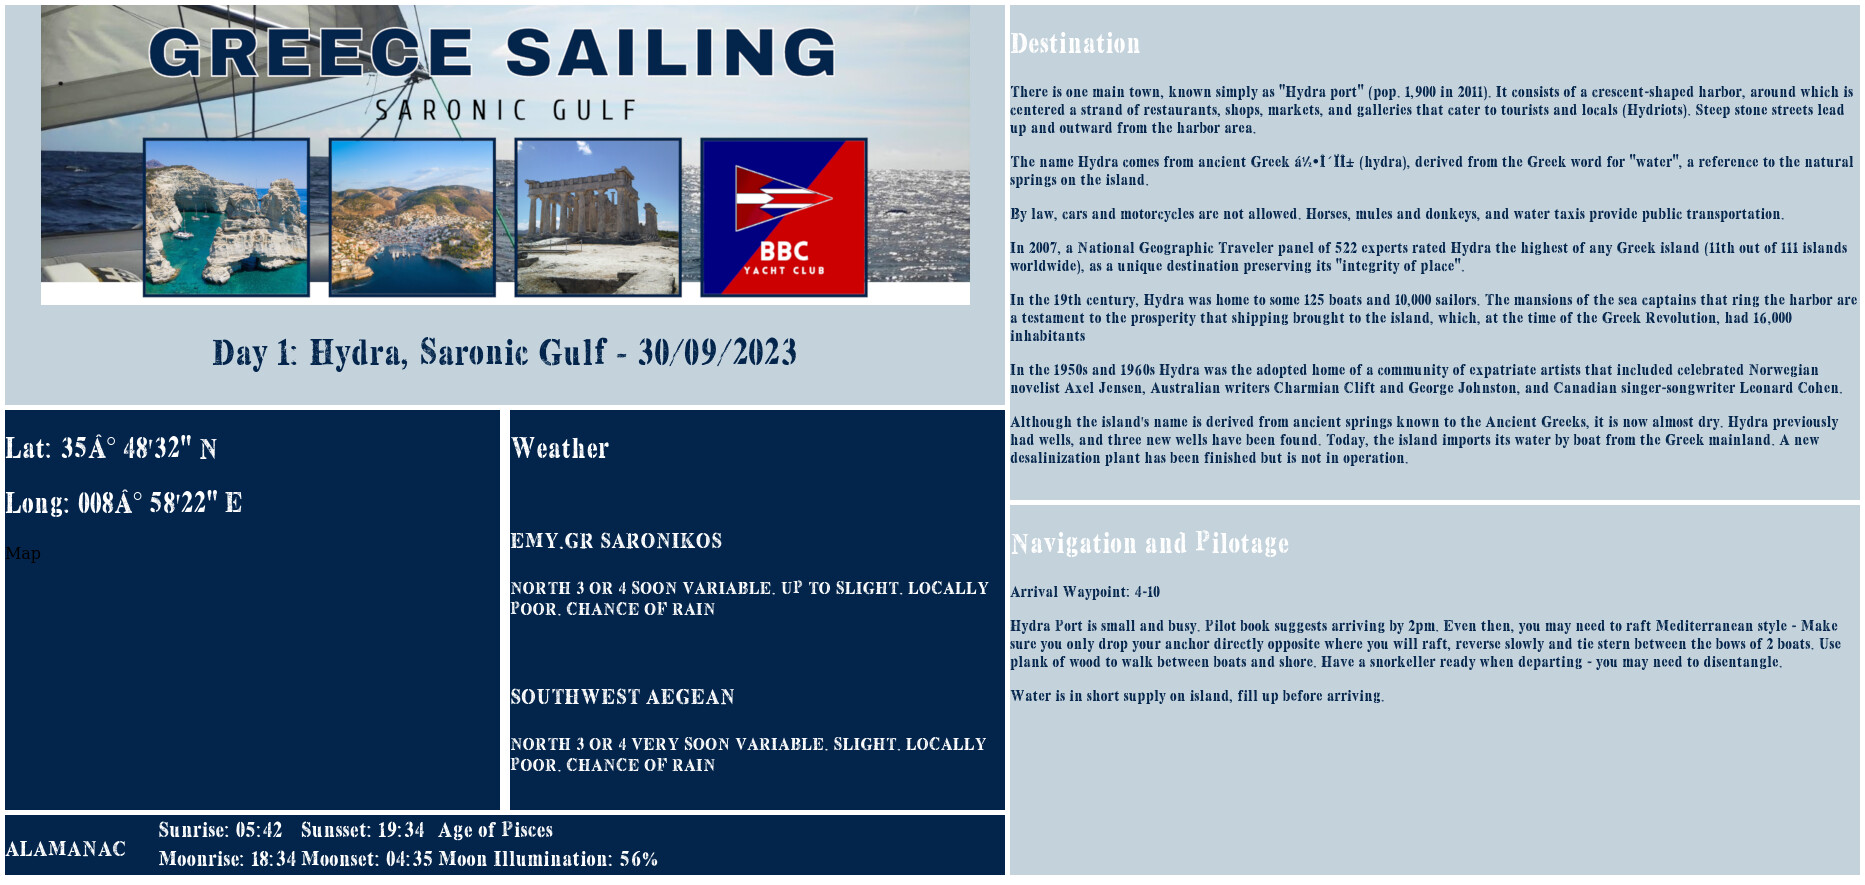 GREECE SAILING
SARONIC GULF
BBC
YACHT CLUB
Day 1: Hydra, Saronic Gulf - 30/09/2023
Lat: 35Â° 48'32" N
Long: 008Â° 58'22" E
Map
Weather
EMY.GR SARONIKOS
NORTH 3 OR 4 SOON VARIABLE. UP TO SLIGHT. LOCALLY
POOR. CHANCE OF RAIN
SOUTHWEST AEGEAN
NORTH 3 OR 4 VERY SOON VARIABLE. SLIGHT. LOCALLY
POOR. CHANCE OF RAIN
ALAMANAC
Sunrise: 05:42 Sunsset: 19:34 Age of Pisces
Moonrise: 18:34 Moonset: 04:35 Moon Illumination: 56%
Destination
There is one main town, known simply as "Hydra port" (pop. 1,900 in 2011). It consists of a crescent-shaped harbor, around which is
centered a strand of restaurants, shops, markets, and galleries that cater to tourists and locals (Hydriots). Steep stone streets lead
up and outward from the harbor area.
The name Hydra comes from ancient Greek á½•Î´ÏÎ± (hydra), derived from the Greek word for "water", a reference to the natural
springs on the island.
By law, cars and motorcycles are not allowed. Horses, mules and donkeys, and water taxis provide public transportation.
In 2007, a National Geographic Traveler panel of 522 experts rated Hydra the highest of any Greek island (11th out of 111 islands
worldwide), as a unique destination preserving its "integrity of place".
In the 19th century, Hydra was home to some 125 boats and 10,000 sailors. The mansions of the sea captains that ring the harbor are
a testament to the prosperity that shipping brought to the island, which, at the time of the Greek Revolution, had 16,000
inhabitants
In the 1950s and 1960s Hydra was the adopted home of a community of expatriate artists that included celebrated Norwegian
novelist Axel Jensen, Australian writers Charmian Clift and George Johnston, and Canadian singer-songwriter Leonard Cohen.
Although the island's name is derived from ancient springs known to the Ancient Greeks, it is now almost dry. Hydra previously
had wells, and three new wells have been found. Today, the island imports its water by boat from the Greek mainland. A new
desalinization plant has been finished but is not in operation.
Navigation and Pilotage
Arrival Waypoint: 4-10
Hydra Port is small and busy. Pilot book suggests arriving by 2pm. Even then, you may need to raft Mediterranean style - Make
sure you only drop your anchor directly opposite where you will raft, reverse slowly and tie stern between the bows of 2 boats. Use
plank of wood to walk between boats and shore. Have a snorkeller ready when departing - you may need to disentangle.
Water is in short supply on island, fill up before arriving.